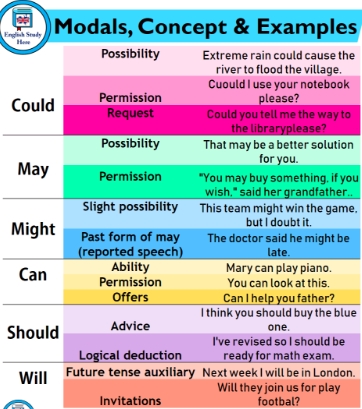 English Study
Here
Modals, Concept & Examples
Could
Possibility
Extreme rain could cause the
river to flood the village.
Permission
Cuould I use your notebook
please?
Request
Could you tell me the way to
the libraryplease?
May
Possibility
That may be a better solution
for you.
Permission
"You may buy something, if you
wish," said her grandfather..
Might
Slight possibility
This team might win the game,
but I doubt it.
Past form of may
(reported speech)
The doctor said he might be
late.
Can
Ability
Mary can play piano.
Permission
You can look at this.
Offers
Can I help you father?
Should
Advice
I think you should buy the blue
one.
Logical deduction
I've revised so I should be
ready for math exam.
Will
Future tense auxiliary
Next week I will be in London.
Invitations
Will they join us for play
footbal?